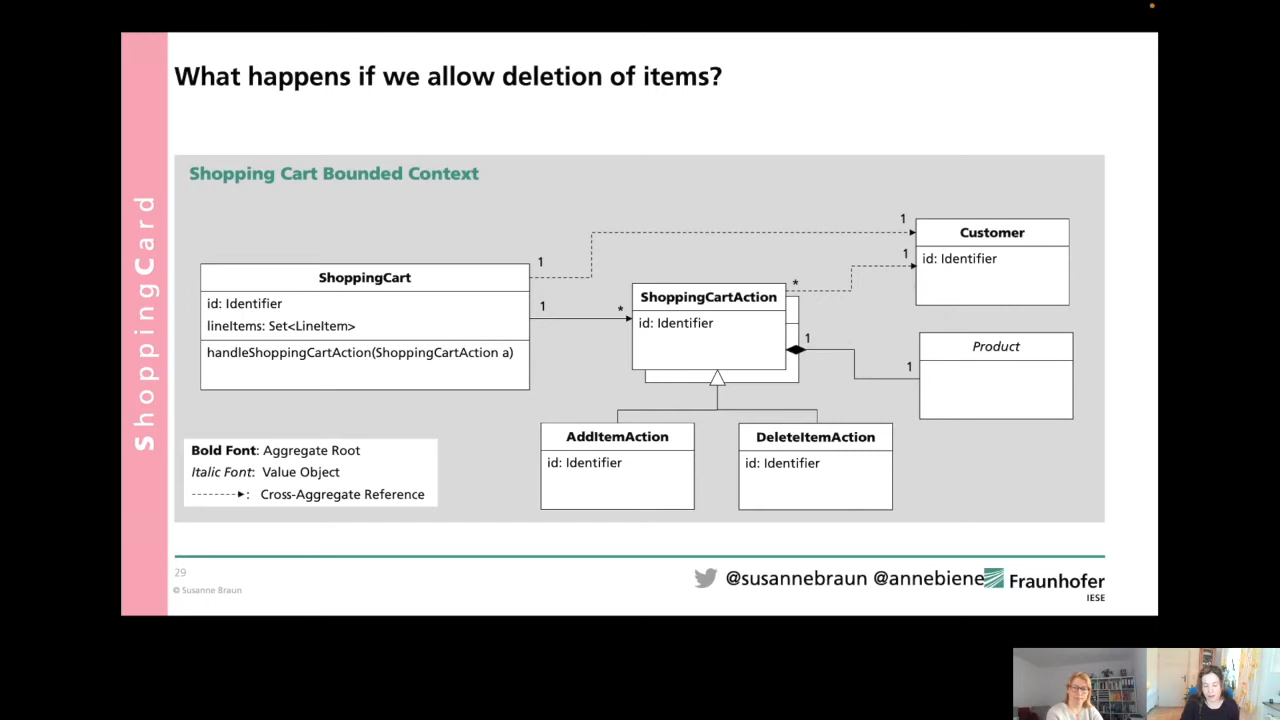 What happens if we allow deletion of items?
ShoppingCard
Shopping Cart Bounded Context
1
Customer
id: Identifier
1
1
ShoppingCart
id: Identifier
lineItems: Set<LineItem>
handleShoppingCartAction(ShoppingCartAction a)
1
*
*
ShoppingCartAction
id: Identifier
1
1
Product
AddItemAction
id: Identifier
DeleteItemAction
id: Identifier
Bold Font: Aggregate Root
Italic Font: Value Object
: Cross-Aggregate Reference
29
© Susanne Braun
@susannebraun @annebiene
Fraunhofer
IESE